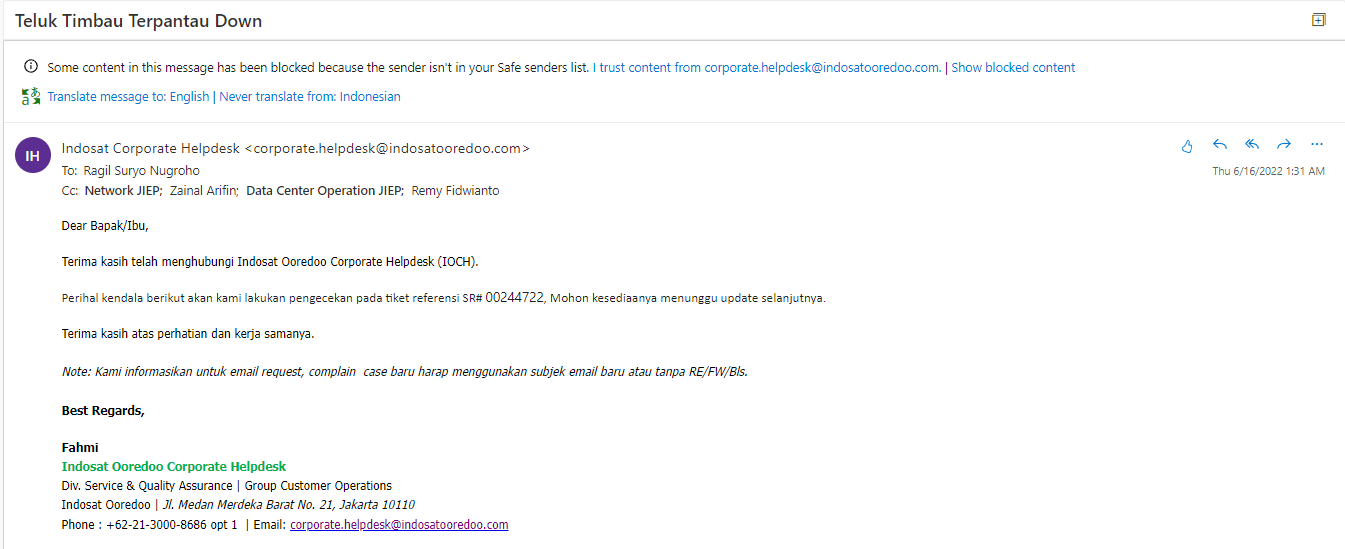 Teluk Timbau Terpantau Down
Some content in this message has been blocked because the sender isn't in your Safe senders list. I trust content from corporate.helpdesk@indosatooredoo.com. | Show blocked content
Translate message to: English | Never translate from: Indonesian
IH
Indosat Corporate Helpdesk <corporate.helpdesk@indosatooredoo.com>
To: Ragil Suryo Nugroho
Thu 6/16/2022 1:31 AM
Cc: Network JIEP; Zainal Arifin; Data Center Operation JIEP; Remy Fidwianto
Dear Bapak/Ibu,
Terima kasih telah menghubungi Indosat Ooredoo Corporate Helpdesk (IOCH).
Perihal kendala berikut akan kami lakukan pengecekan pada tiket referensi SR# 00244722, Mohon kesediaanya menunggu update selanjutnya.
Terima kasih atas perhatian dan kerja samanya.
Note: Kami informasikan untuk email request, complain case baru harap menggunakan subjek email baru atau tanpa RE/FW/Bls.
Best Regards,
Fahmi
Indosat Ooredoo Corporate Helpdesk
Div. Service & Quality Assurance | Group Customer Operations
Indosat Ooredoo | Jl. Medan Merdeka Barat No. 21, Jakarta 10110
Phone : +62-21-3000-8686 opt 1 | Email: corporate.helpdesk@indosatooredoo.com